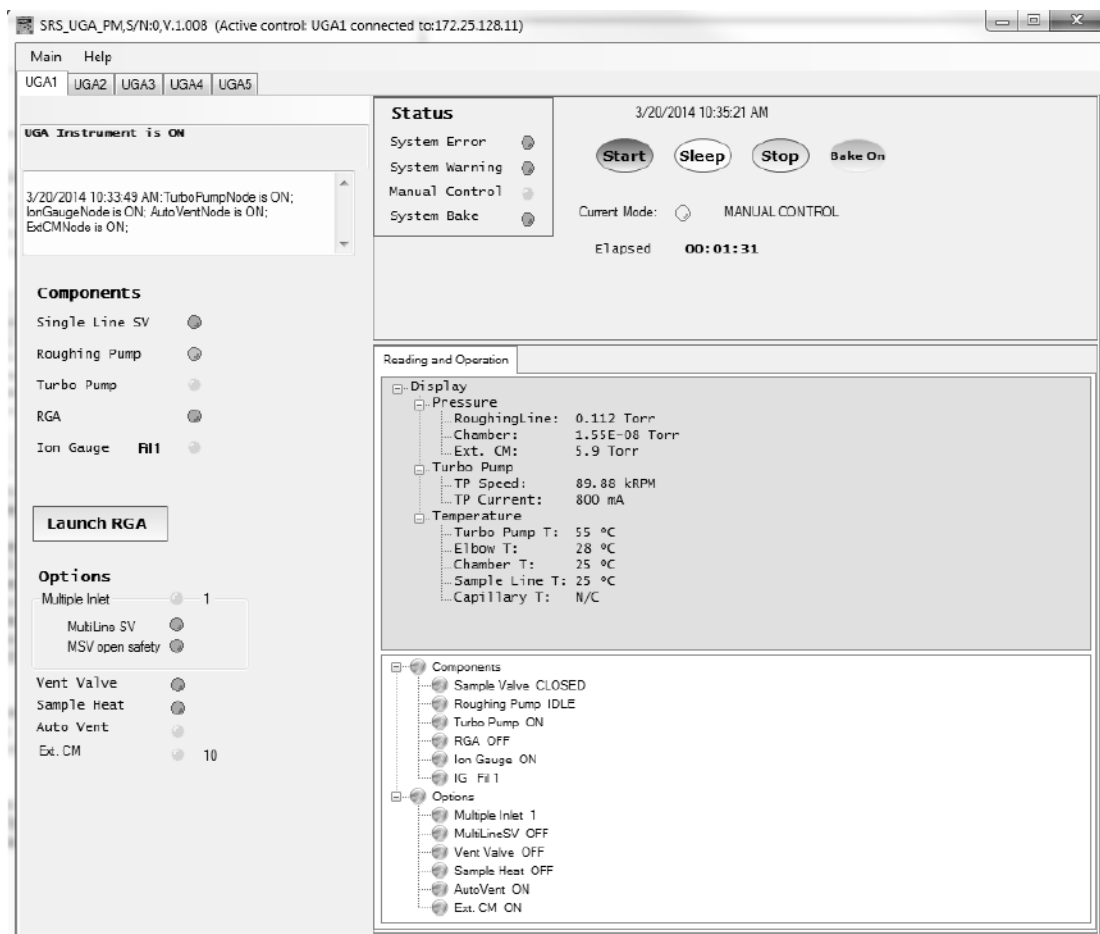 SRS_UGA_PM,S/N:0,V.1.008 (Active control: UGA1 connected to:172.25.128.11)
Main Help
UGA1 UGA2 UGA3 UGA4 UGA5
UGA Instrument is ON
3/20/2014 10:33:49 AM:TurboPumpNode is ON;
IonGaugeNode is ON; AutoVentNode is ON;
ExtCMNode is ON;
Components
Single Line SV
Roughing Pump
Turbo Pump
RGA
Ion Gauge Fil1
Launch RGA
Options
Multiple Inlet 1
MultiLine SV
MSV open safety
Vent Valve
Sample Heat
Auto Vent
Ext. CM 10
Status
System Error
System Warning
Manual Control
System Bake
3/20/2014 10:35:21 AM
Start Sleep Stop Bake On
Current Mode: MANUAL CONTROL
Elapsed 00:01:31
Reading and Operation
Display
Pressure
RoughingLine: 0.112 Torr
Chamber: 1.55E-08 Torr
Ext. CM: 5.9 Torr
Turbo Pump
TP Speed: 89.88 kRPM
TP Current: 800 mA
Temperature
Turbo Pump T: 55 ºC
Elbow T: 28 ºC
Chamber T: 25 ºC
Sample Line T: 25 ºC
Capillary T: N/C
Components
Sample Valve CLOSED
Roughing Pump IDLE
Turbo Pump ON
RGA OFF
Ion Gauge ON
IG Fil 1
Options
Multiple Inlet 1
MultiLineSV OFF
Vent Valve OFF
Sample Heat OFF
AutoVent ON
Ext. CM ON